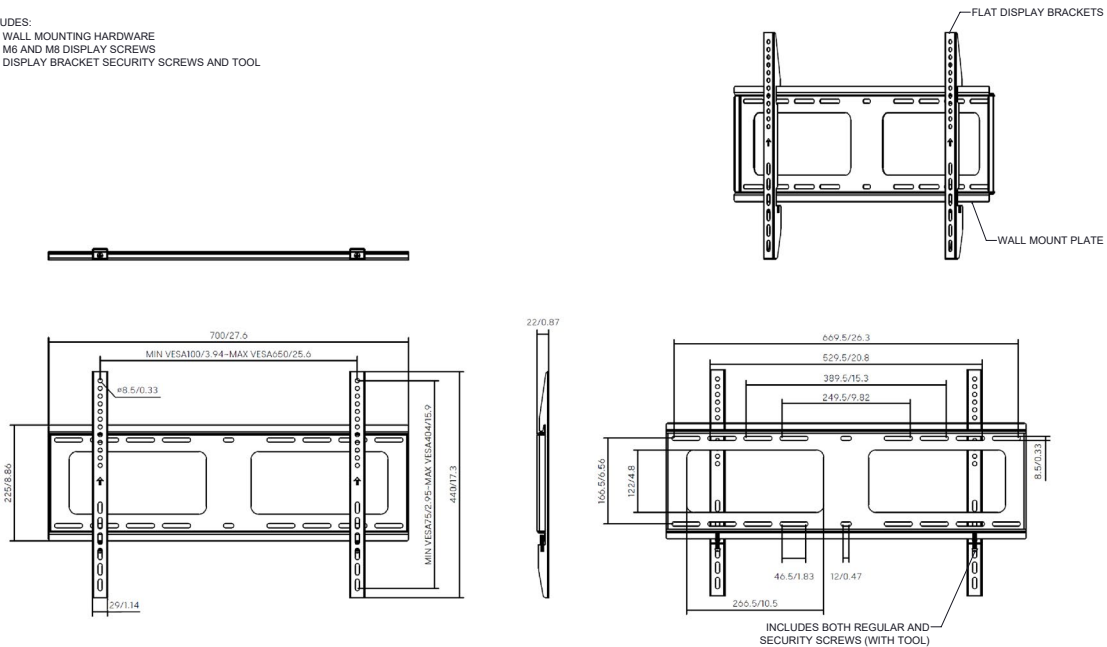 UDES:
WALL MOUNTING HARDWARE
M6 AND M8 DISPLAY SCREWS
DISPLAY BRACKET SECURITY SCREWS AND TOOL
FLAT DISPLAY BRACKETS
WALL MOUNT PLATE
700/27.6
MIN VESA100/3.94~MAX VESA650/25.6
ø8.5/0.33
225/8.86
MIN VESA75/2.95~MAX VESA404/15.9
440/17.3
29/1.14
22/0.87
669.5/26.3
529.5/20.8
389.5/15.3
249.5/9.82
166.5/6.56
122/4.8
8.5/0.33
46.5/1.83
12/0.47
266.5/10.5
INCLUDES BOTH REGULAR AND
SECURITY SCREWS (WITH TOOL)